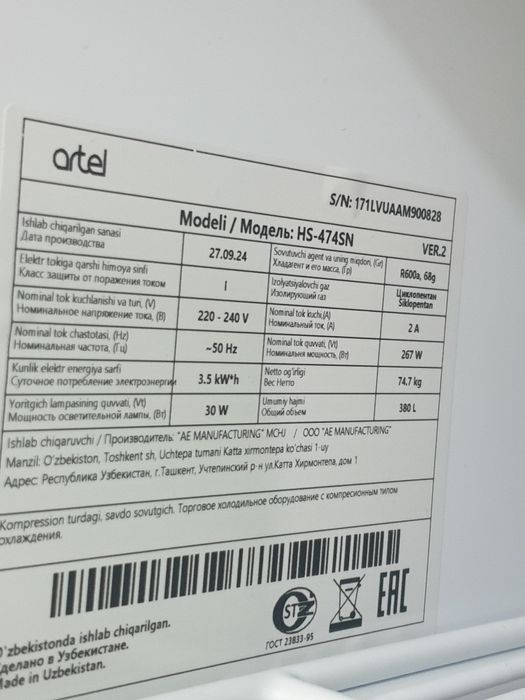 artel
S/N: 171LVUAAM900828
Modeli / Модель: HS-474SN
VER.2
Ishlab chiqarilgan sanasi
Дата производства
27.09.24
Sovutuvchi agent va uning miqdori, (Gr)
Хладагент и его масса, (Гр)
R600a, 68g
Elektr tokiga qarshi himoya sinfi
Класс защиты от поражения током
I
Izolyatsiyalovchi gaz
Изолирующий газ
Циклопентан
Siklopentan
Nominal tok kuchlanishi va turi, (V)
Номинальное напряжение тока, (В)
220 - 240 V
Nominal tok kuchi,(A)
Номинальный ток, (А)
2 A
Nominal tok chastotasi, (Hz)
Номинальная частота, (Гц)
~50 Hz
Nominal tok quvvati, (Vt)
Номинальня мошность, (Вт)
267 W
Kunlik elektr energiya sarfi
Суточное потребление электроэнергии
3.5 kW*h
Netto og'irligi
Вес Нетто
74.7 kg
Yoritgich lampasining quvvati, (Vt)
Мощность осветительной лампы, (Вт)
30 W
Umumy hajmi
Общий объем
380 L
Ishlab chiqaruvchi / Производитель: "AE MANUFACTURING" MCHJ / ООО "AE MANUFACTURING"
Manzil: O'zbekiston, Toshkent sh, Uchtepa tumani Katta xirmontepa ko'chasi 1-uy
Адрес: Республика Узбекистан, г.Ташкент, Учтепинский р-н ул.Катта Хирмонтепа, дом 1
Kompression turdagi, savdo sovutgich. Торговое холодильное оборудование с компресионным типом
охлаждения.
STZ
EAC
ГОСТ 23833-95
O'zbekistonda ishlab chiqarilgan.
Сделано в Узбекистане.
Made in Uzbekistan.